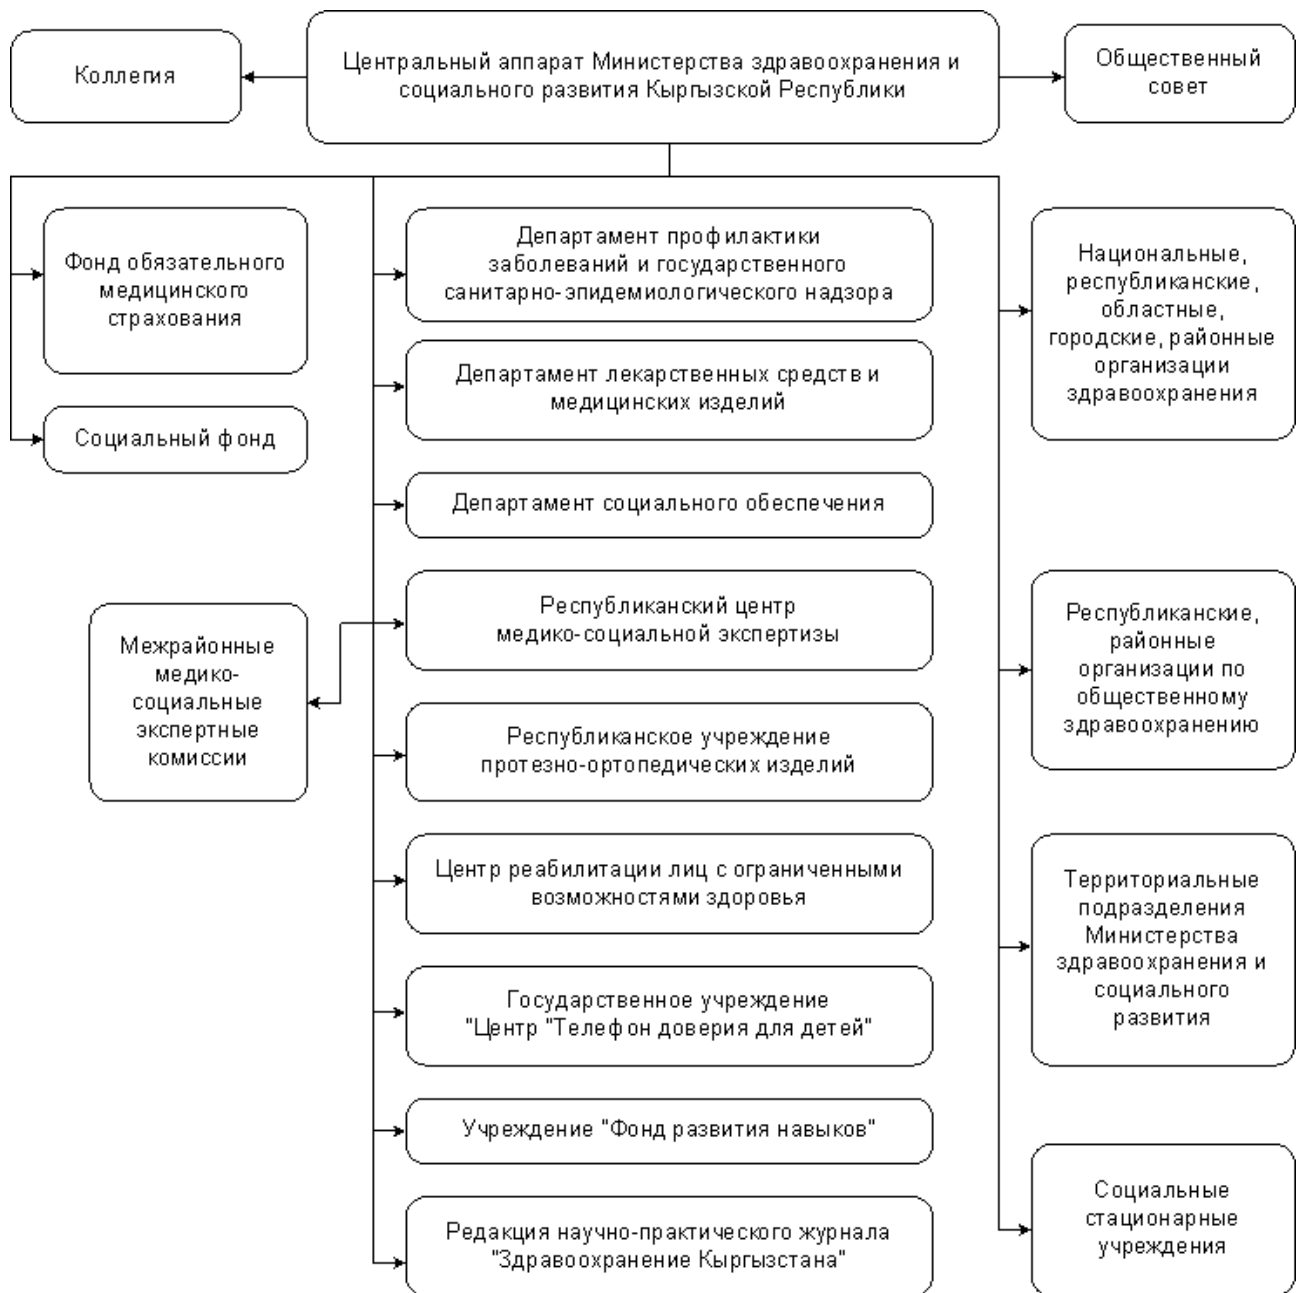 Коллегия
Центральный аппарат Министерства здравоохранения и
социального развития Кыргызской Республики
Общественный
совет
Фонд обязательного
медицинского
страхования
Социальный фонд
Межрайонные
медико-
социальные
экспертные
комиссии
Департамент профилактики
заболеваний и государственного
санитарно-эпидемиологического надзора
Департамент лекарственных средств и
медицинских изделий
Департамент социального обеспечения
Республиканский центр
медико-социальной экспертизы
Республиканское учреждение
протезно-ортопедических изделий
Центр реабилитации лиц с ограниченными
возможностями здоровья
Государственное учреждение
"Центр "Телефон доверия для детей"
Учреждение "Фонд развития навыков"
Редакция научно-практического журнала
"Здравоохранение Кыргызстана"
Национальные,
республиканские,
областные,
городские, районные
организации
здравоохранения
Республиканские,
районные
организации по
общественному
здравоохранению
Территориальные
подразделения
Министерства
здравоохранения и
социального
развития
Социальные
стационарные
учреждения